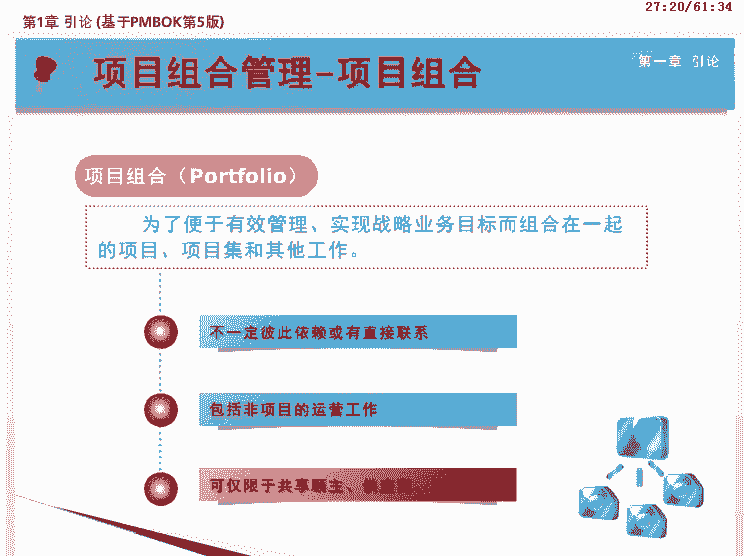 27:20/61:34
第1章 引论 (基于PMBOK第5版)
第一章 引论
项目组合管理-项目组合
项目组合（Portfolio）
为了便于有效管理、实现战略业务目标而组合在一起
的项目、项目集和其他工作。
不一定彼此依赖或有直接联系
包括非项目的运营工作
可仅限于共享雇主、